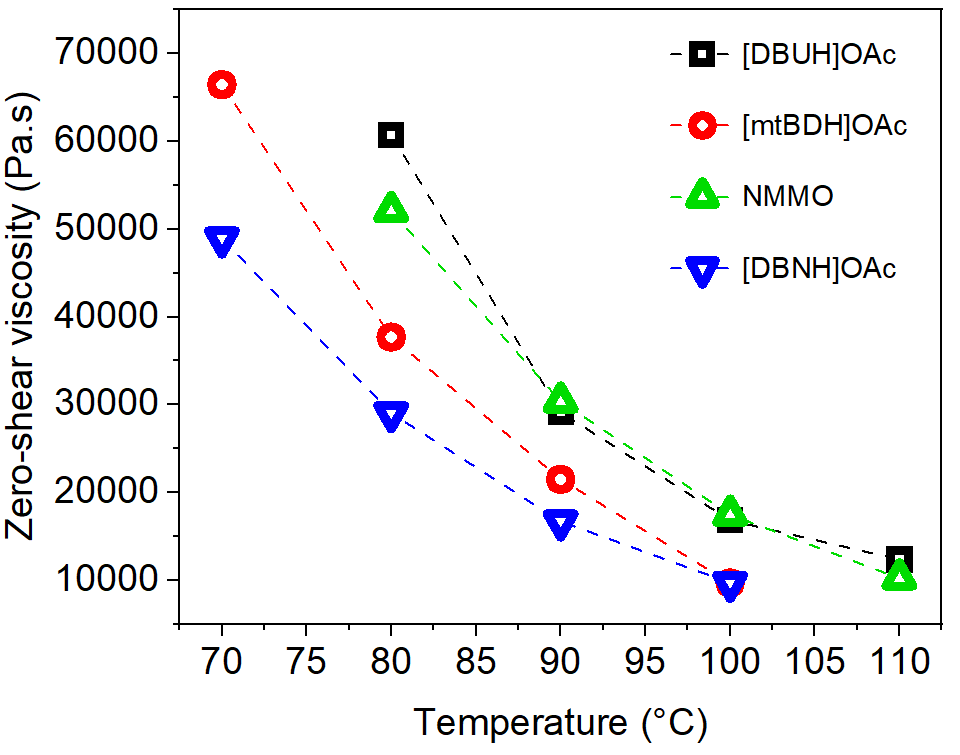 Zero-shear viscosity (Pa.s)
70000
60000
50000
40000
30000
20000
10000
[DBUH]OAc
[mtBDH]OAc
NMMO
[DBNH]OAc
70 75 80 85 90 95 100 105 110
Temperature (°C)